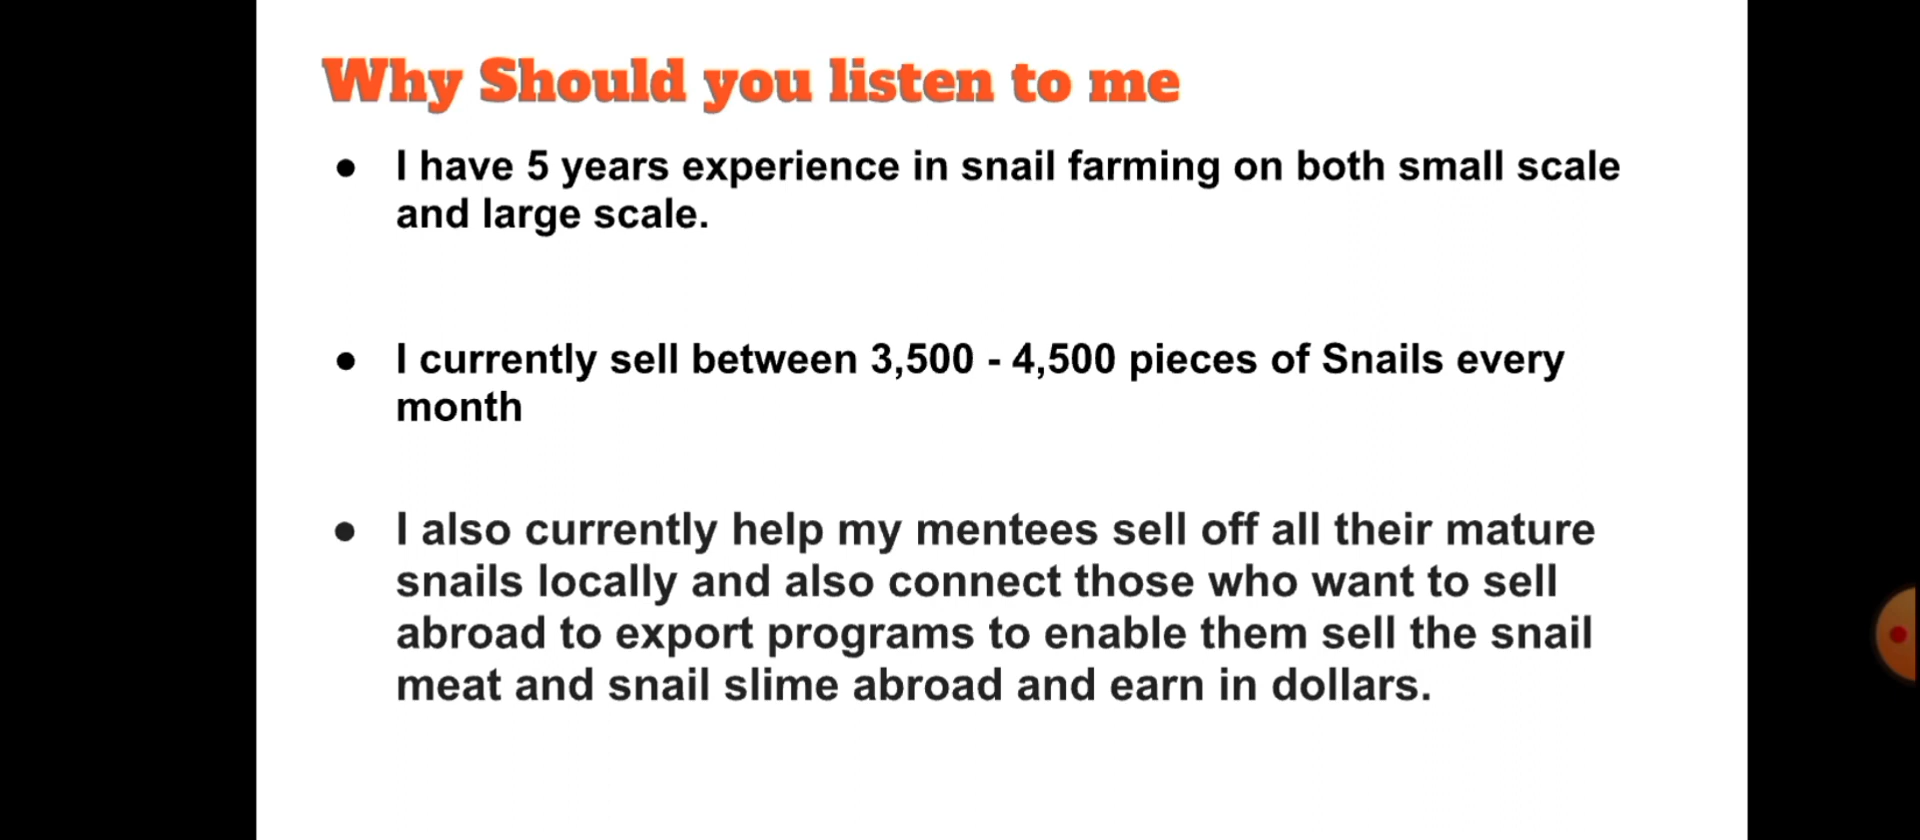 Why Should you listen to me
● I have 5 years experience in snail farming on both small scale
and large scale.
● I currently sell between 3,500 - 4,500 pieces of Snails every
month
● I also currently help my mentees sell off all their mature
snails locally and also connect those who want to sell
abroad to export programs to enable them sell the snail
meat and snail slime abroad and earn in dollars.